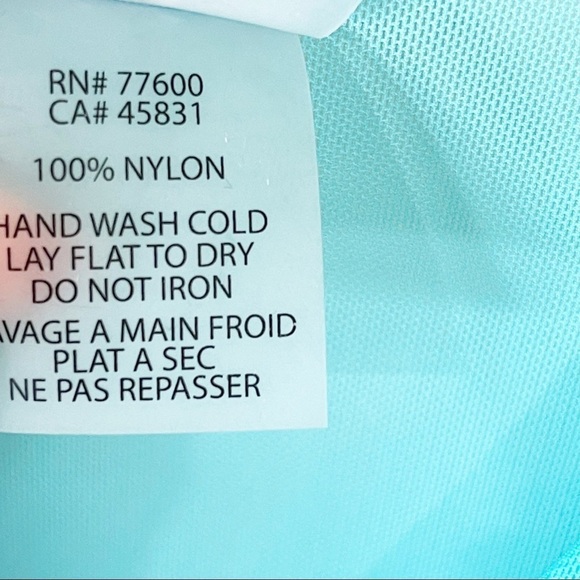 RN# 77600
CA# 45831
100% NYLON
HAND WASH COLD
LAY FLAT TO DRY
DO NOT IRON
AVAGE A MAIN FROID
PLAT A SEC
NE PAS REPASSER